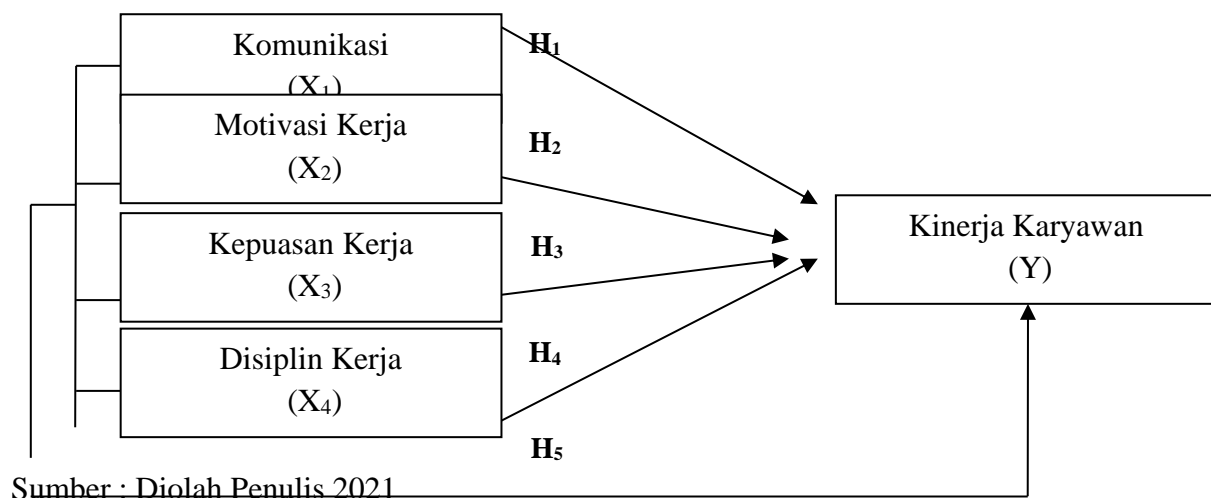 Komunikasi
(X₁)
H₁
Motivasi Kerja
(X₂)
H₂
Kepuasan Kerja
(X₃)
H₃
Disiplin Kerja
(X₄)
H₄
H₅
Kinerja Karyawan
(Y)
Sumber : Diolah Penulis 2021